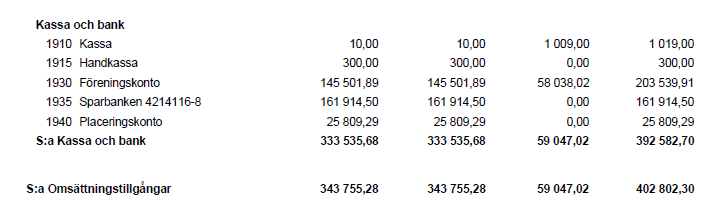 Kassa och bank
1910 Kassa 10,00 10,00 1 009,00 1 019,00
1915 Handkassa 300,00 300,00 0,00 300,00
1930 Föreningskonto 145 501,89 145 501,89 58 038,02 203 539,91
1935 Sparbanken 4214116-8 161 914,50 161 914,50 0,00 161 914,50
1940 Placeringskonto 25 809,29 25 809,29 0,00 25 809,29
S:a Kassa och bank 333 535,68 333 535,68 59 047,02 392 582,70
S:a Omsättningstillgångar 343 755,28 343 755,28 59 047,02 402 802,30